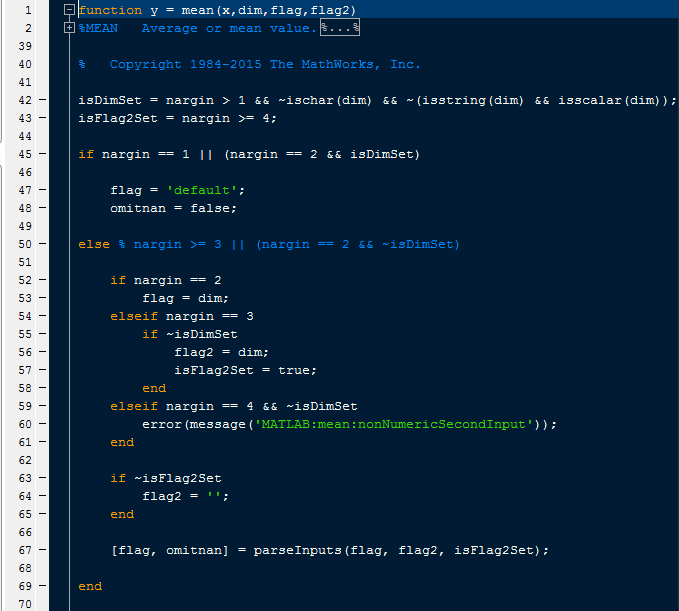 1 function y = mean(x,dim,flag,flag2)
2 %MEAN   Average or mean value. %...%
39
40 %   Copyright 1984-2015 The MathWorks, Inc.
41
42 – isDimSet = nargin > 1 && ~ischar(dim) && ~(isstring(dim) && isscalar(dim));
43 – isFlag2Set = nargin >= 4;
44
45 – if nargin == 1 || (nargin == 2 && isDimSet)
46
47 –     flag = 'default';
48 –     omitnan = false;
49
50 – else % nargin >= 3 || (nargin == 2 && ~isDimSet)
51
52 –     if nargin == 2
53 –         flag = dim;
54 –     elseif nargin == 3
55 –         if ~isDimSet
56 –             flag2 = dim;
57 –             isFlag2Set = true;
58 –         end
59 –     elseif nargin == 4 && ~isDimSet
60 –         error(message('MATLAB:mean:nonNumericSecondInput'));
61 –     end
62
63 –     if ~isFlag2Set
64 –         flag2 = '';
65 –     end
66
67 –     [flag, omitnan] = parseInputs(flag, flag2, isFlag2Set);
68
69 – end
70